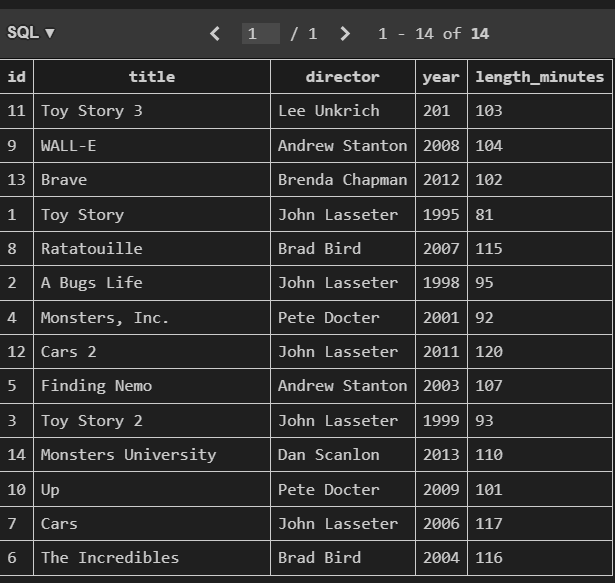 SQL ▼ 1 / 1 1 - 14 of 14
id title director year length_minutes
11 Toy Story 3 Lee Unkrich 201 103
9 WALL-E Andrew Stanton 2008 104
13 Brave Brenda Chapman 2012 102
1 Toy Story John Lasseter 1995 81
8 Ratatouille Brad Bird 2007 115
2 A Bugs Life John Lasseter 1998 95
4 Monsters, Inc. Pete Docter 2001 92
12 Cars 2 John Lasseter 2011 120
5 Finding Nemo Andrew Stanton 2003 107
3 Toy Story 2 John Lasseter 1999 93
14 Monsters University Dan Scanlon 2013 110
10 Up Pete Docter 2009 101
7 Cars John Lasseter 2006 117
6 The Incredibles Brad Bird 2004 116